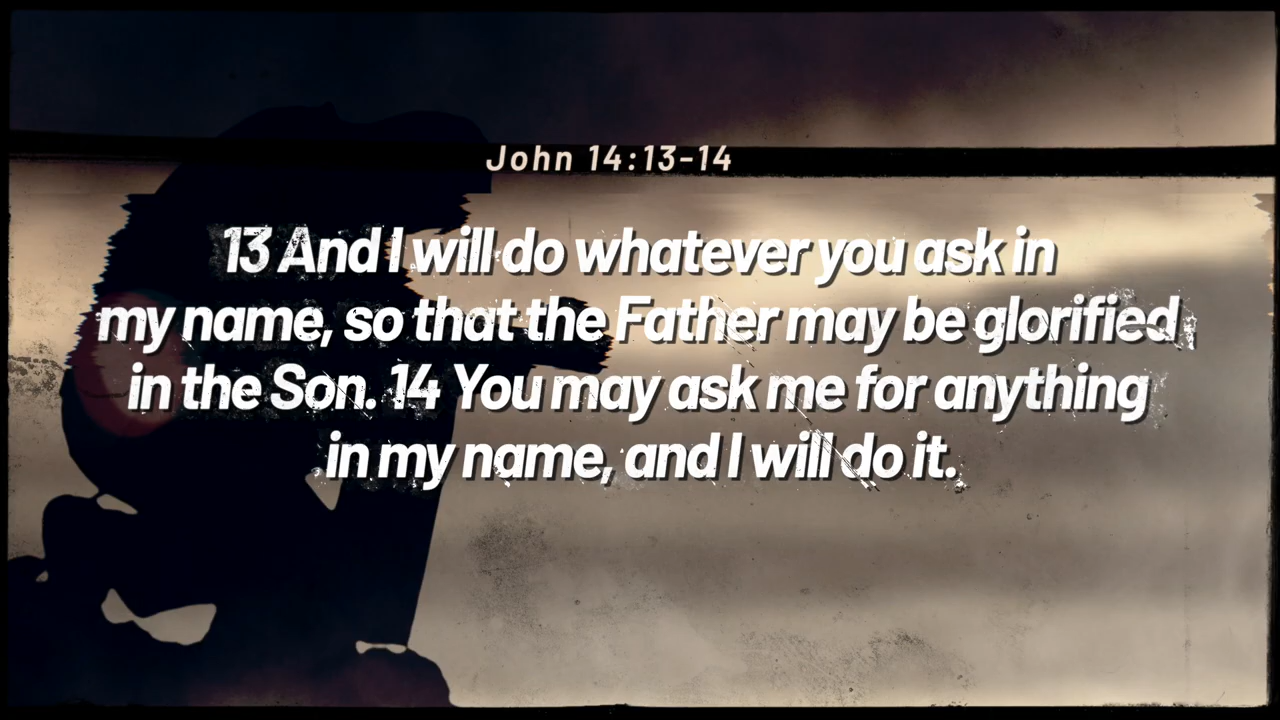 John 14:13-14
13 And I will do whatever you ask in
my name, so that the Father may be glorified
in the Son. 14 You may ask me for anything
in my name, and I will do it.